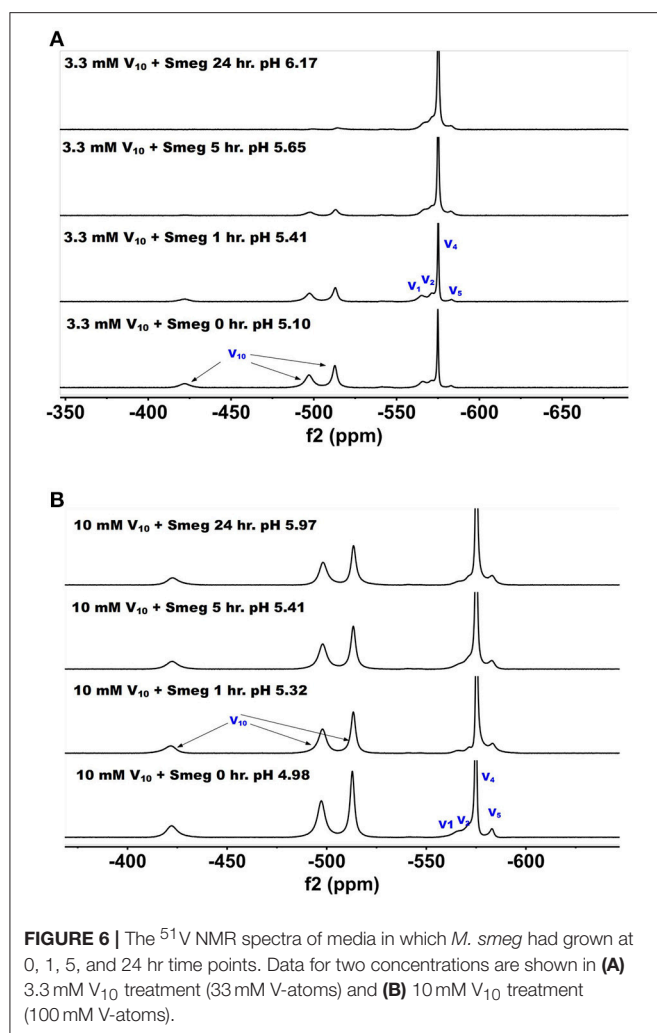 A
3.3 mM V₁₀ + Smeg 24 hr. pH 6.17
3.3 mM V₁₀ + Smeg 5 hr. pH 5.65
3.3 mM V₁₀ + Smeg 1 hr. pH 5.41
V₄
V₁ V₂ V₅
3.3 mM V₁₀ + Smeg 0 hr. pH 5.10
V₁₀
-350 -400 -450 -500 -550 -600 -650
f2 (ppm)
B
10 mM V₁₀ + Smeg 24 hr. pH 5.97
10 mM V₁₀ + Smeg 5 hr. pH 5.41
10 mM V₁₀ + Smeg 1 hr. pH 5.32
V₁₀
10 mM V₁₀ + Smeg 0 hr. pH 4.98
V₄
V1 V₂ V₅
-400 -450 -500 -550 -600
f2 (ppm)
FIGURE 6 | The ⁵¹V NMR spectra of media in which M. smeg had grown at
0, 1, 5, and 24 hr time points. Data for two concentrations are shown in (A)
3.3 mM V₁₀ treatment (33 mM V-atoms) and (B) 10 mM V₁₀ treatment
(100 mM V-atoms).